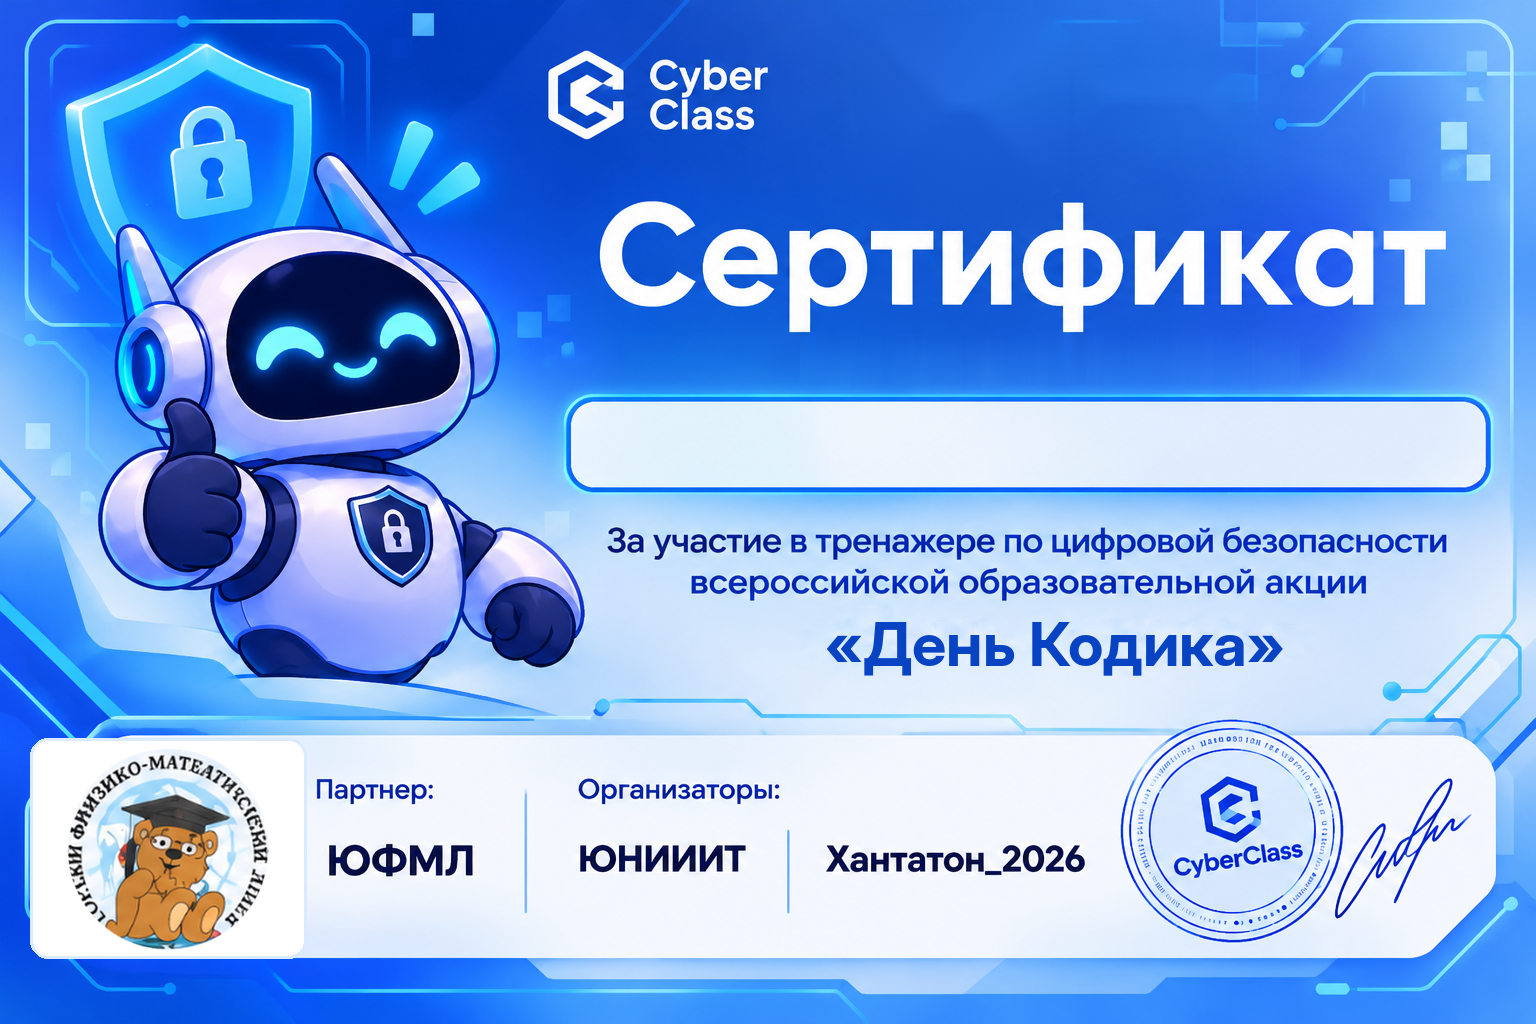 Cyber
Class
Сертификат
За участие в тренажере по цифровой безопасности
всероссийской образовательной акции
«День Кодика»
Партнер:
ЮФМЛ
Организаторы:
ЮНИИИТ
Хантатон_2026
CyberClass